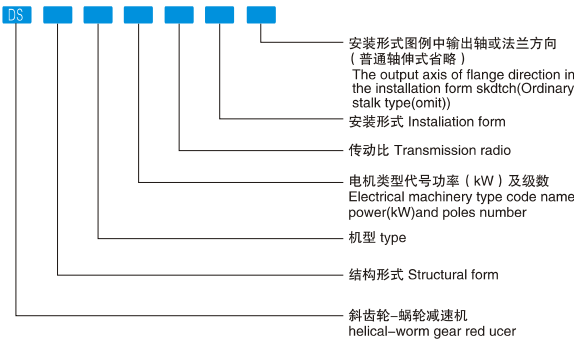 DS
安装形式图例中输出轴或法兰方向
(普通轴伸式省略)
The output axis of flange direction in
the installation form skdtch(Ordinary
stalk type(omit))
安装形式 Instaliation form
传动比 Transmission radio
电机类型代号功率(kW)及级数
Electrical machinery type code name
power(kW)and poles number
机型 type
结构形式 Structural form
斜齿轮–蜗轮减速机
helical–worm gear red ucer